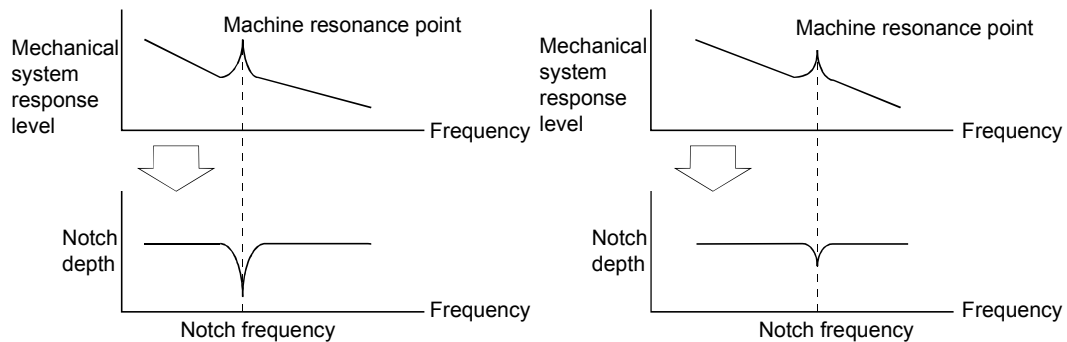 Machine resonance point
Mechanical
system
response
level
Frequency
Notch
depth
Frequency
Notch frequency
Machine resonance point
Mechanical
system
response
level
Frequency
Notch
depth
Frequency
Notch frequency